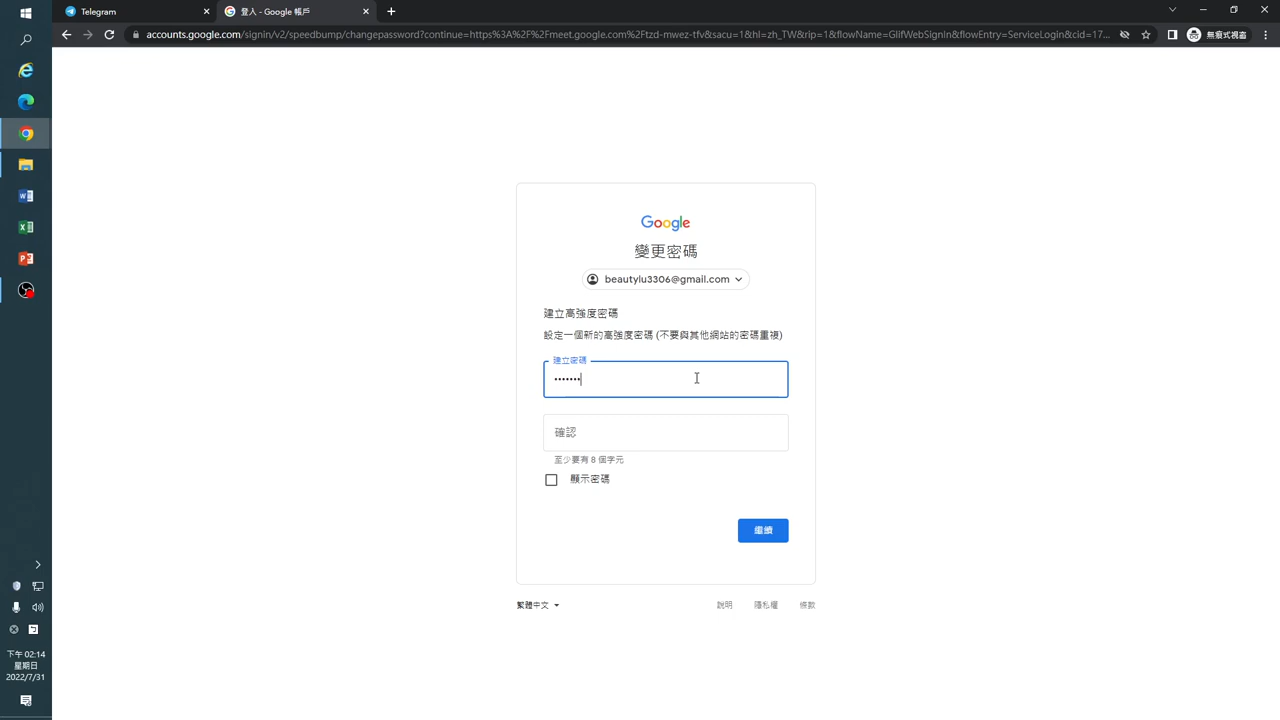 Telegram
登入 - Google 帳戶
accounts.google.com/signin/v2/speedbump/changepassword?continue=https%3A%2F%2Fmeet.google.com%2Ftzd-mwez-tfv&sacu=1&hl=zh_TW&rip=1&flowName=GlifWebSignIn&flowEntry=ServiceLogin&cid=17...
無痕式視窗
Google
變更密碼
beautylu3306@gmail.com
建立高強度密碼
設定一個新的高強度密碼 (不要與其他網站的密碼重複)
建立密碼
•••••••
確認
至少要有 8 個字元
顯示密碼
繼續
繁體中文
說明
隱私權
條款
下午 02:14
星期日
2022/7/31